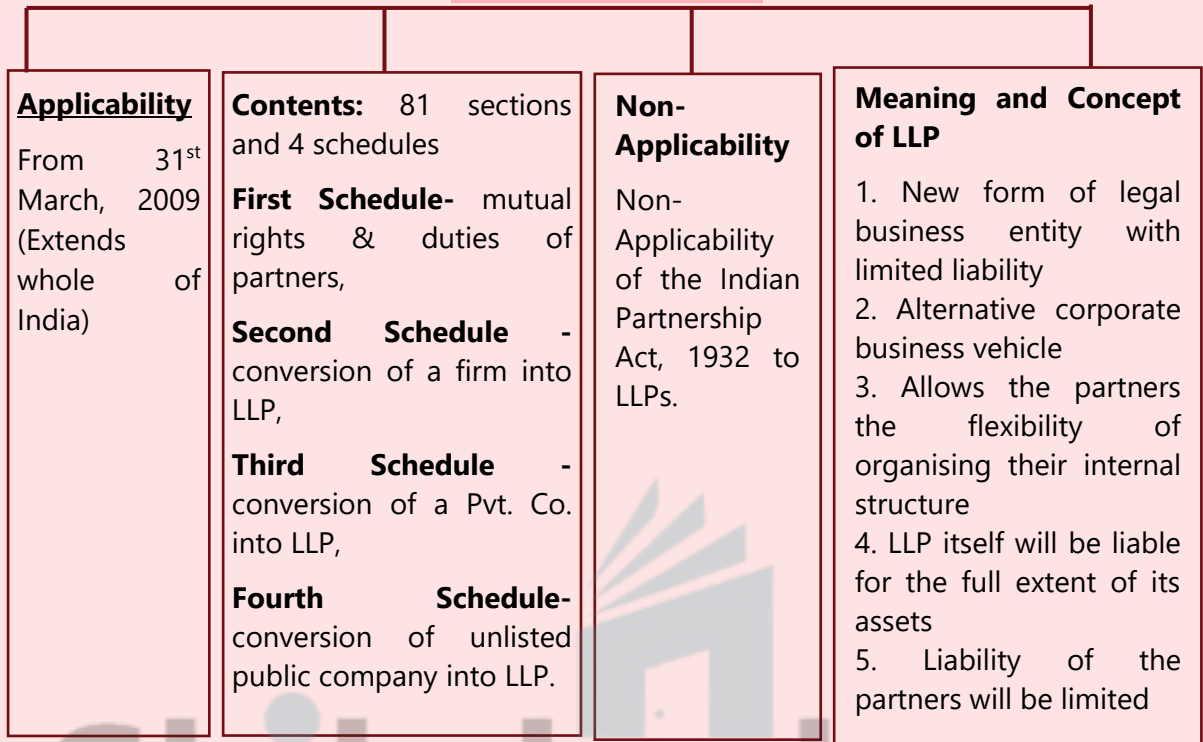 Applicability
From 31st
March, 2009
(Extends
whole of
India)
Contents: 81 sections
and 4 schedules
First Schedule- mutual
rights & duties of
partners,
Second Schedule -
conversion of a firm into
LLP,
Third Schedule -
conversion of a Pvt. Co.
into LLP,
Fourth Schedule-
conversion of unlisted
public company into LLP.
Non-
Applicability
Non-
Applicability
of the Indian
Partnership
Act, 1932 to
LLPs.
Meaning and Concept
of LLP
1. New form of legal
business entity with
limited liability
2. Alternative corporate
business vehicle
3. Allows the partners
the flexibility of
organising their internal
structure
4. LLP itself will be liable
for the full extent of its
assets
5. Liability of the
partners will be limited